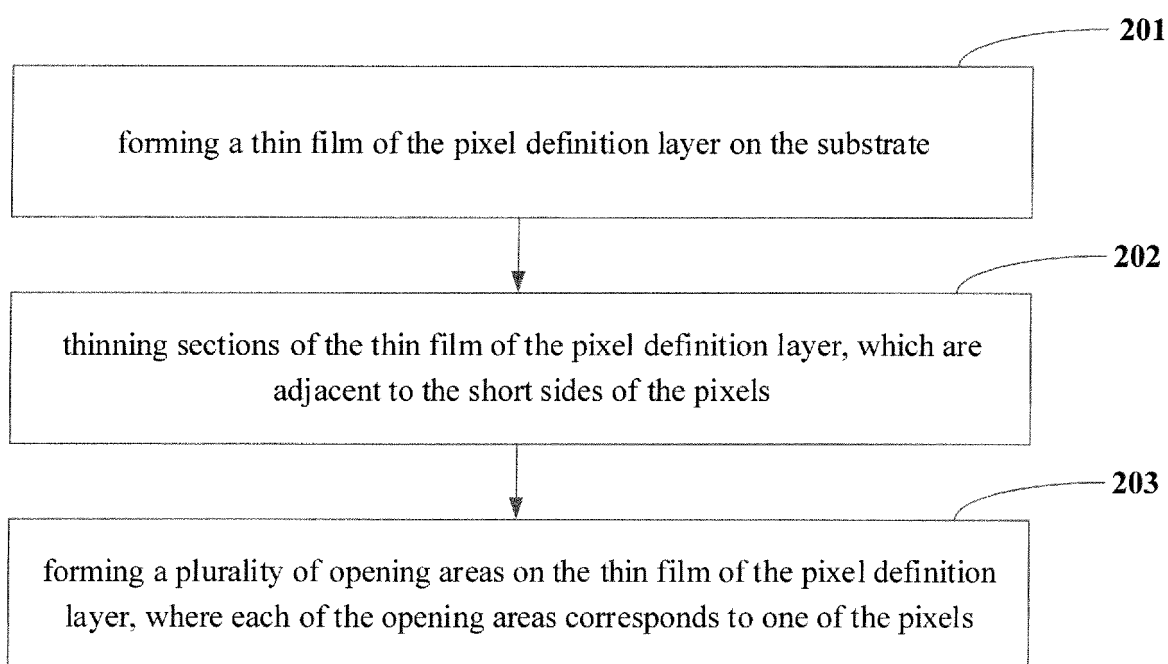 201
forming a thin film of the pixel definition layer on the substrate
202
thinning sections of the thin film of the pixel definition layer, which are
adjacent to the short sides of the pixels
203
forming a plurality of opening areas on the thin film of the pixel definition
layer, where each of the opening areas corresponds to one of the pixels